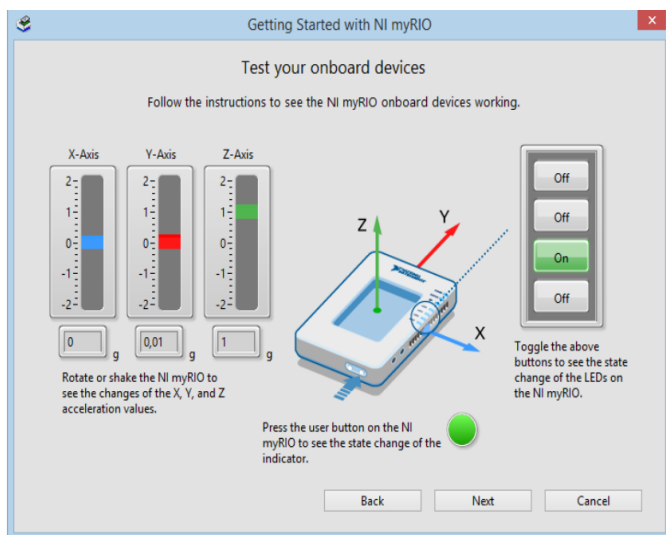 Getting Started with NI myRIO
Test your onboard devices
Follow the instructions to see the NI myRIO onboard devices working.
X-Axis
2
1
0
-1
-2
0
g
Y-Axis
2
1
0
-1
-2
0,01
g
Z-Axis
2
1
0
-1
-2
1
g
Rotate or shake the NI myRIO to
see the changes of the X, Y, and Z
acceleration values.
Z
Y
X
Press the user button on the NI
myRIO to see the state change of the
indicator.
Off
Off
On
Off
Toggle the above
buttons to see the state
change of the LEDs on
the NI myRIO.
Back
Next
Cancel